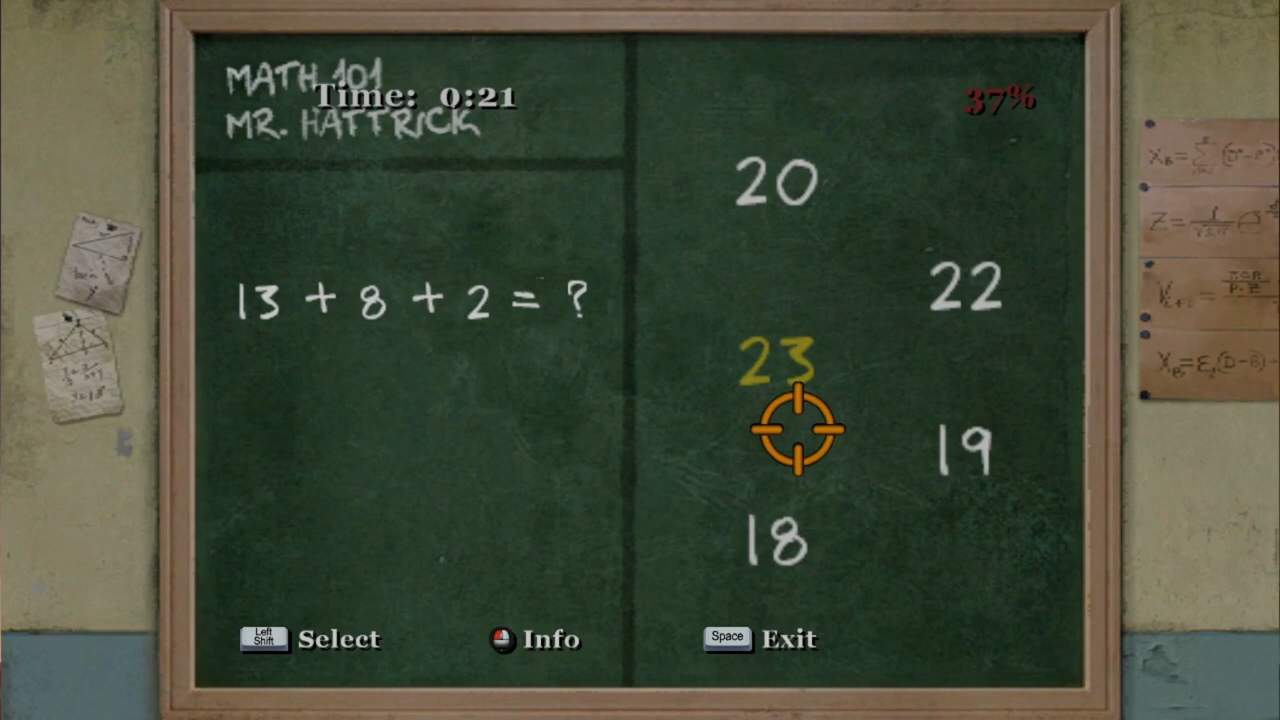 MATH 101
Time: 0:21
MR. HATTRICK
37%
13 + 8 + 2 = ?
20
22
23
19
18
Left Shift Select
Info
Space Exit